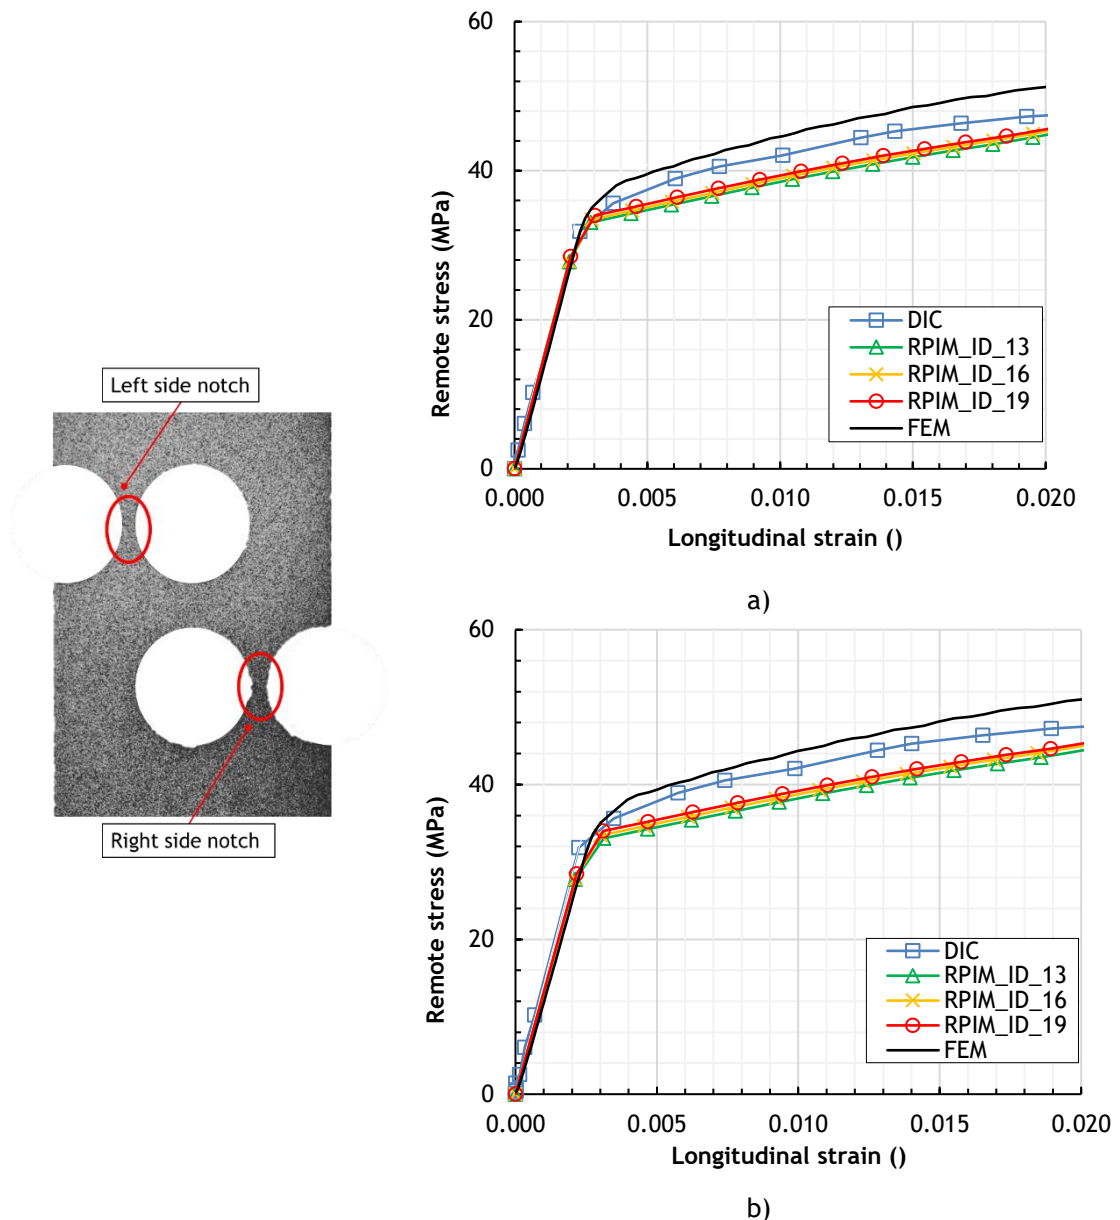 Left side notch
Right side notch
60
40
20
0
Remote stress (MPa)
0.000 0.005 0.010 0.015 0.020
Longitudinal strain ()
DIC
RPIM_ID_13
RPIM_ID_16
RPIM_ID_19
FEM
a)
60
40
20
0
Remote stress (MPa)
0.000 0.005 0.010 0.015 0.020
Longitudinal strain ()
DIC
RPIM_ID_13
RPIM_ID_16
RPIM_ID_19
FEM
b)